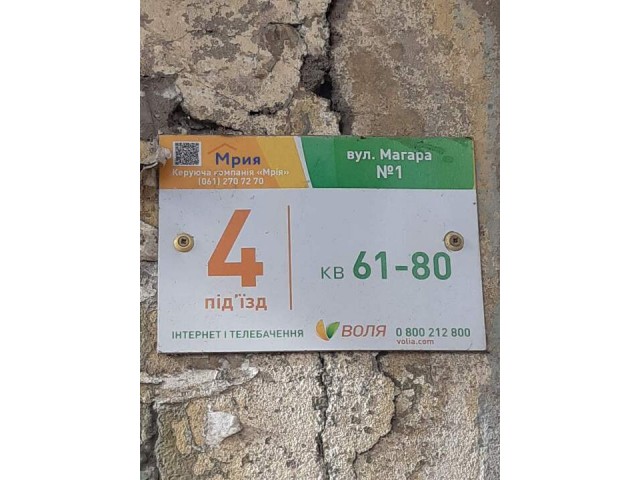 Мрия
Керуюча компанія «Мрія»
(061) 270 72 70
вул. Магара
№1
4
під'їзд
кв 61-80
ІНТЕРНЕТ І ТЕЛЕБАЧЕННЯ
ВОЛЯ
0 800 212 800
volia.com